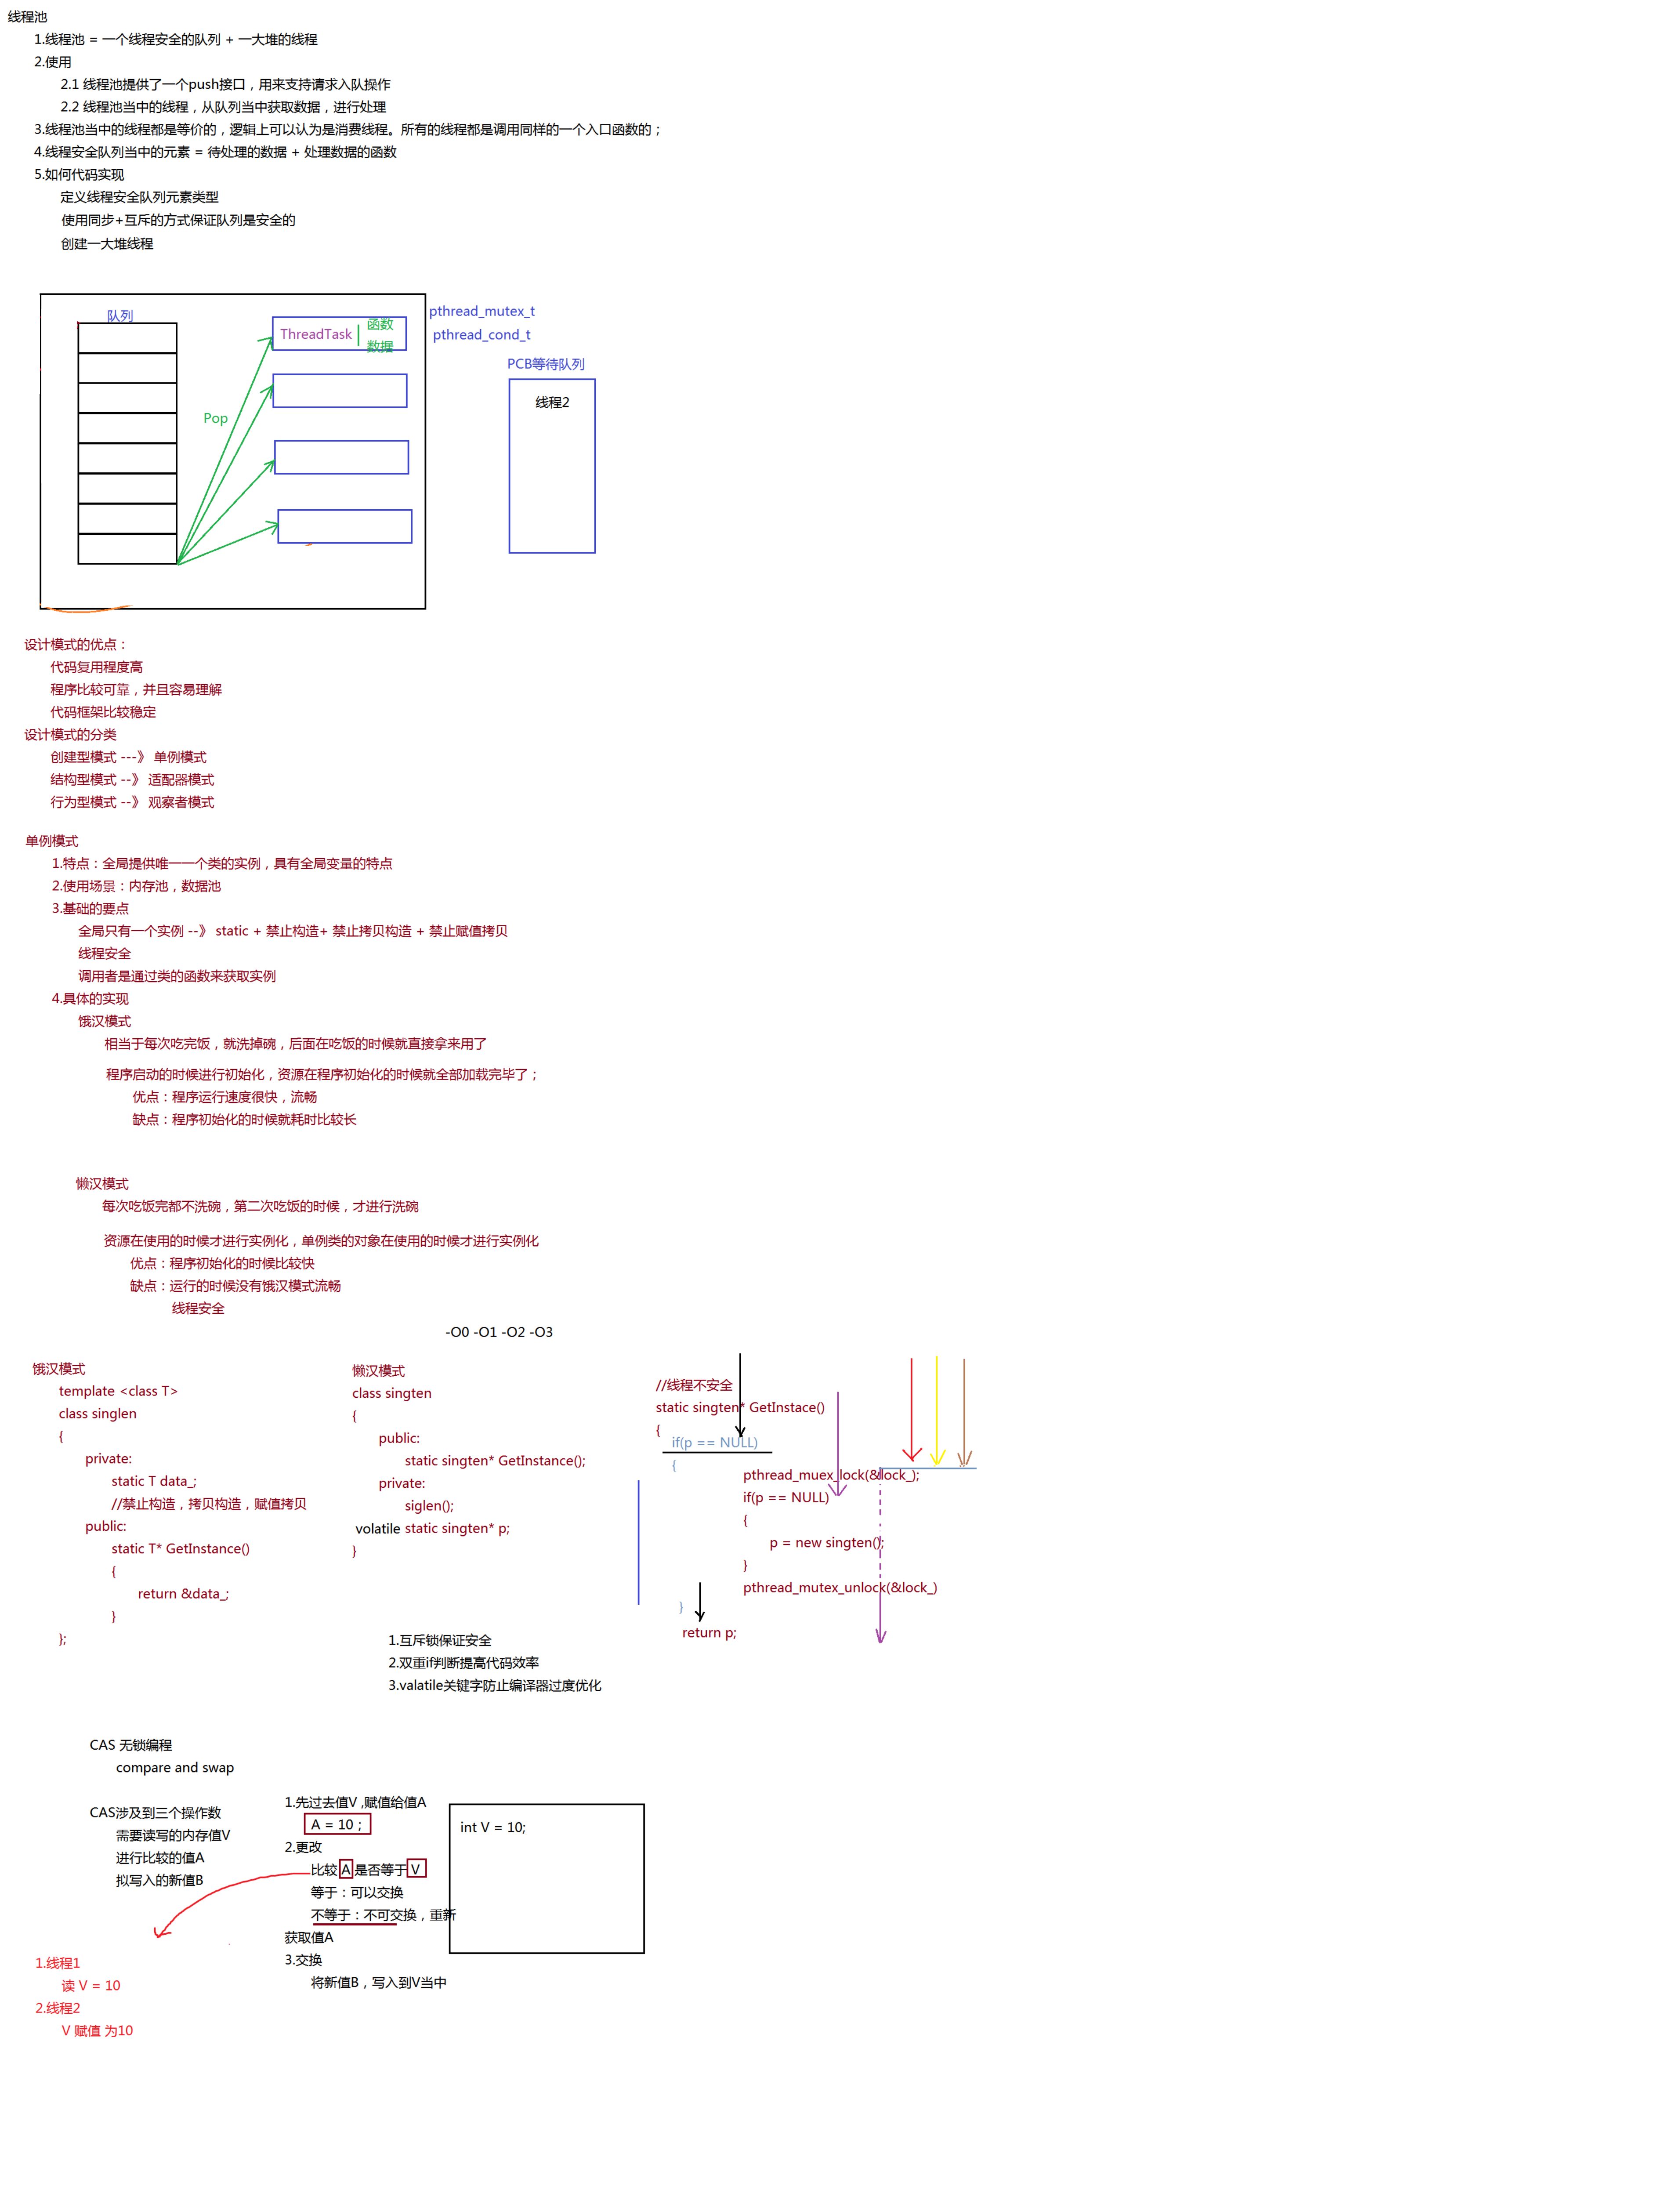 线程池
1.线程池 = 一个线程安全的队列 + 一大堆的线程
2.使用
2.1 线程池提供了一个push接口，用来支持请求入队操作
2.2 线程池当中的线程，从队列当中获取数据，进行处理
3.线程池当中的线程都是等价的，逻辑上可以认为是消费线程。所有的线程都是调用同样的一个入口函数的；
4.线程安全队列当中的元素 = 待处理的数据 + 处理数据的函数
5.如何代码实现
定义线程安全队列元素类型
使用同步+互斥的方式保证队列是安全的
创建一大堆线程
队列
ThreadTask
函数
数据
pthread_mutex_t
pthread_cond_t
PCB等待队列
线程2
Pop
设计模式的优点：
代码复用程度高
程序比较可靠，并且容易理解
代码框架比较稳定
设计模式的分类
创建型模式 ---》 单例模式
结构型模式 --》 适配器模式
行为型模式 --》 观察者模式
单例模式
1.特点：全局提供唯一一个类的实例，具有全局变量的特点
2.使用场景：内存池，数据池
3.基础的要点
全局只有一个实例 --》 static + 禁止构造+ 禁止拷贝构造 + 禁止赋值拷贝
线程安全
调用者是通过类的函数来获取实例
4.具体的实现
饿汉模式
相当于每次吃完饭，就洗掉碗，后面在吃饭的时候就直接拿来用了
程序启动的时候进行初始化，资源在程序初始化的时候就全部加载完毕了；
优点：程序运行速度很快，流畅
缺点：程序初始化的时候就耗时比较长
懒汉模式
每次吃饭完都不洗碗，第二次吃饭的时候，才进行洗碗
资源在使用的时候才进行实例化，单例类的对象在使用的时候才进行实例化
优点：程序初始化的时候比较快
缺点：运行的时候没有饿汉模式流畅
线程安全
-O0 -O1 -O2 -O3
饿汉模式
template <class T>
class singlen
{
private:
static T data_;
//禁止构造，拷贝构造，赋值拷贝
public:
static T* GetInstance()
{
return &data_;
}
};
懒汉模式
class singten
{
public:
static singten* GetInstance();
private:
siglen();
volatile static singten* p;
}
//线程不安全
static singten* GetInstace()
{
if(p == NULL)
{
pthread_muex_lock(&lock_);
if(p == NULL)
{
p = new singten();
}
pthread_mutex_unlock(&lock_)
}
return p;
1.互斥锁保证安全
2.双重if判断提高代码效率
3.valatile关键字防止编译器过度优化
CAS 无锁编程
compare and swap
CAS涉及到三个操作数
需要读写的内存值V
进行比较的值A
拟写入的新值B
1.先过去值V ,赋值给值A
A = 10 ;
2.更改
比较 A 是否等于 V
等于：可以交换
不等于：不可交换，重新
获取值A
3.交换
将新值B，写入到V当中
int V = 10;
1.线程1
读 V = 10
2.线程2
V 赋值 为10